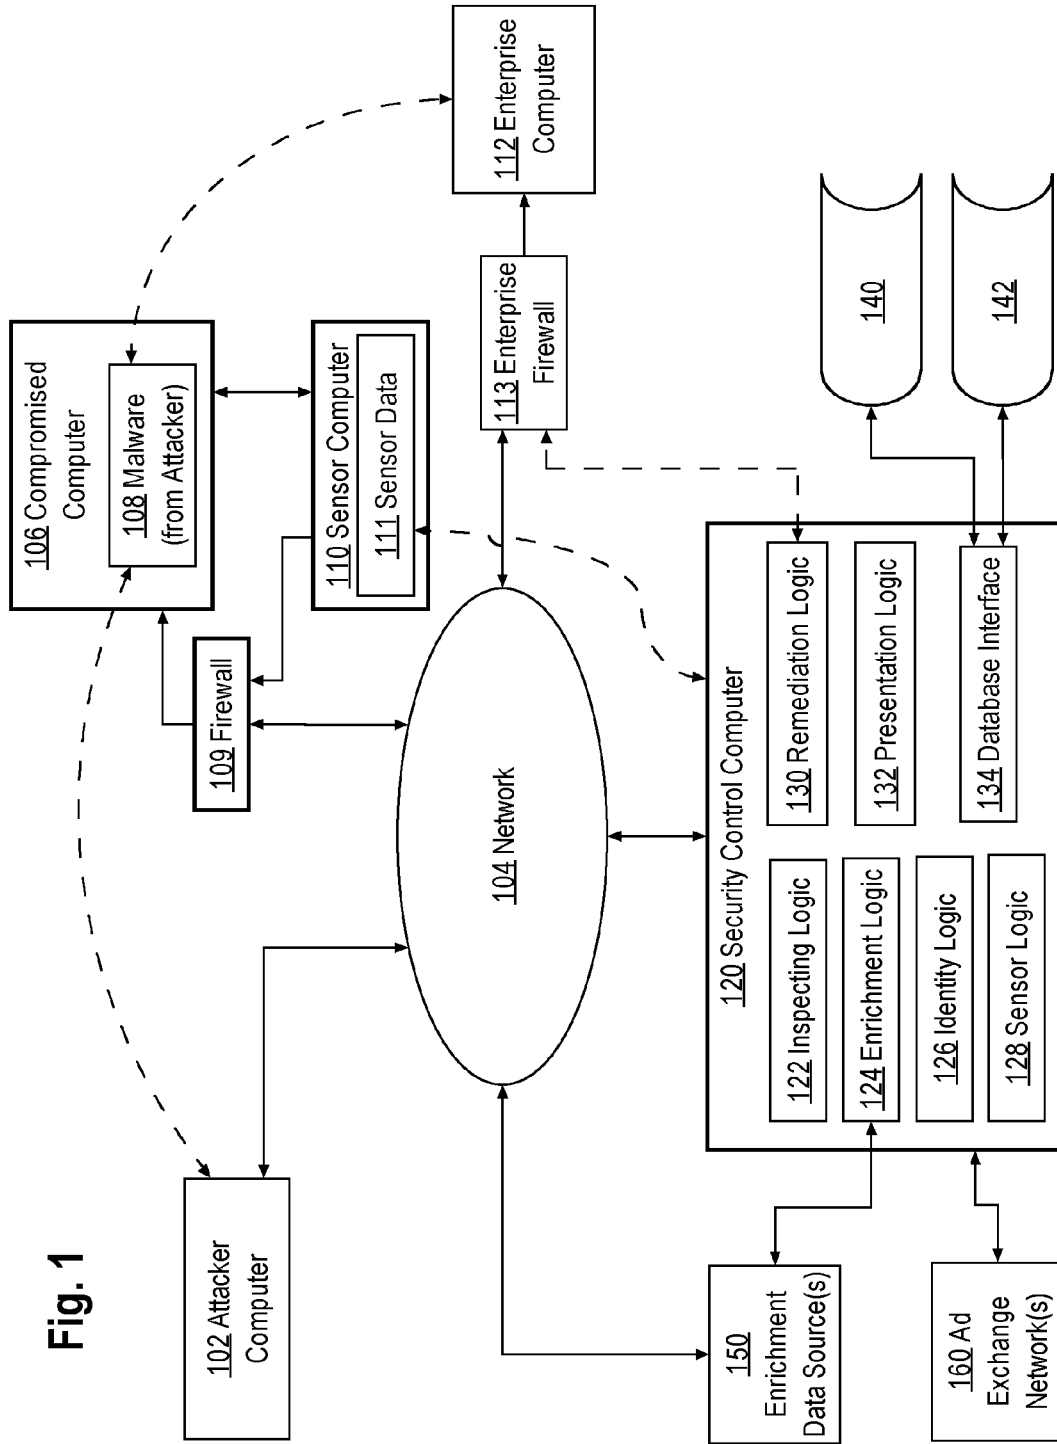 Fig. 1
102 Attacker
Computer
106 Compromised
Computer
108 Malware
(from Attacker)
109 Firewall
110 Sensor Computer
111 Sensor Data
112 Enterprise
Computer
113 Enterprise
Firewall
104 Network
150
Enrichment
Data Source(s)
160 Ad
Exchange
Network(s)
120 Security Control Computer
122 Inspecting Logic
124 Enrichment Logic
126 Identity Logic
128 Sensor Logic
130 Remediation Logic
132 Presentation Logic
134 Database Interface
140
142